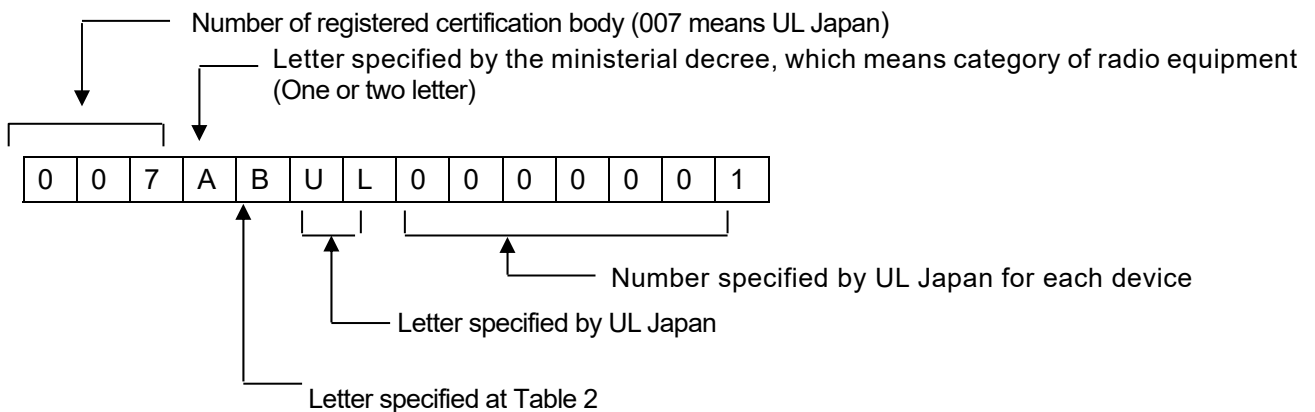 Number of registered certification body (007 means UL Japan)
Letter specified by the ministerial decree, which means category of radio equipment
(One or two letter)
0 0 7 A B U L 0 0 0 0 0 0 1
Number specified by UL Japan for each device
Letter specified by UL Japan
Letter specified at Table 2